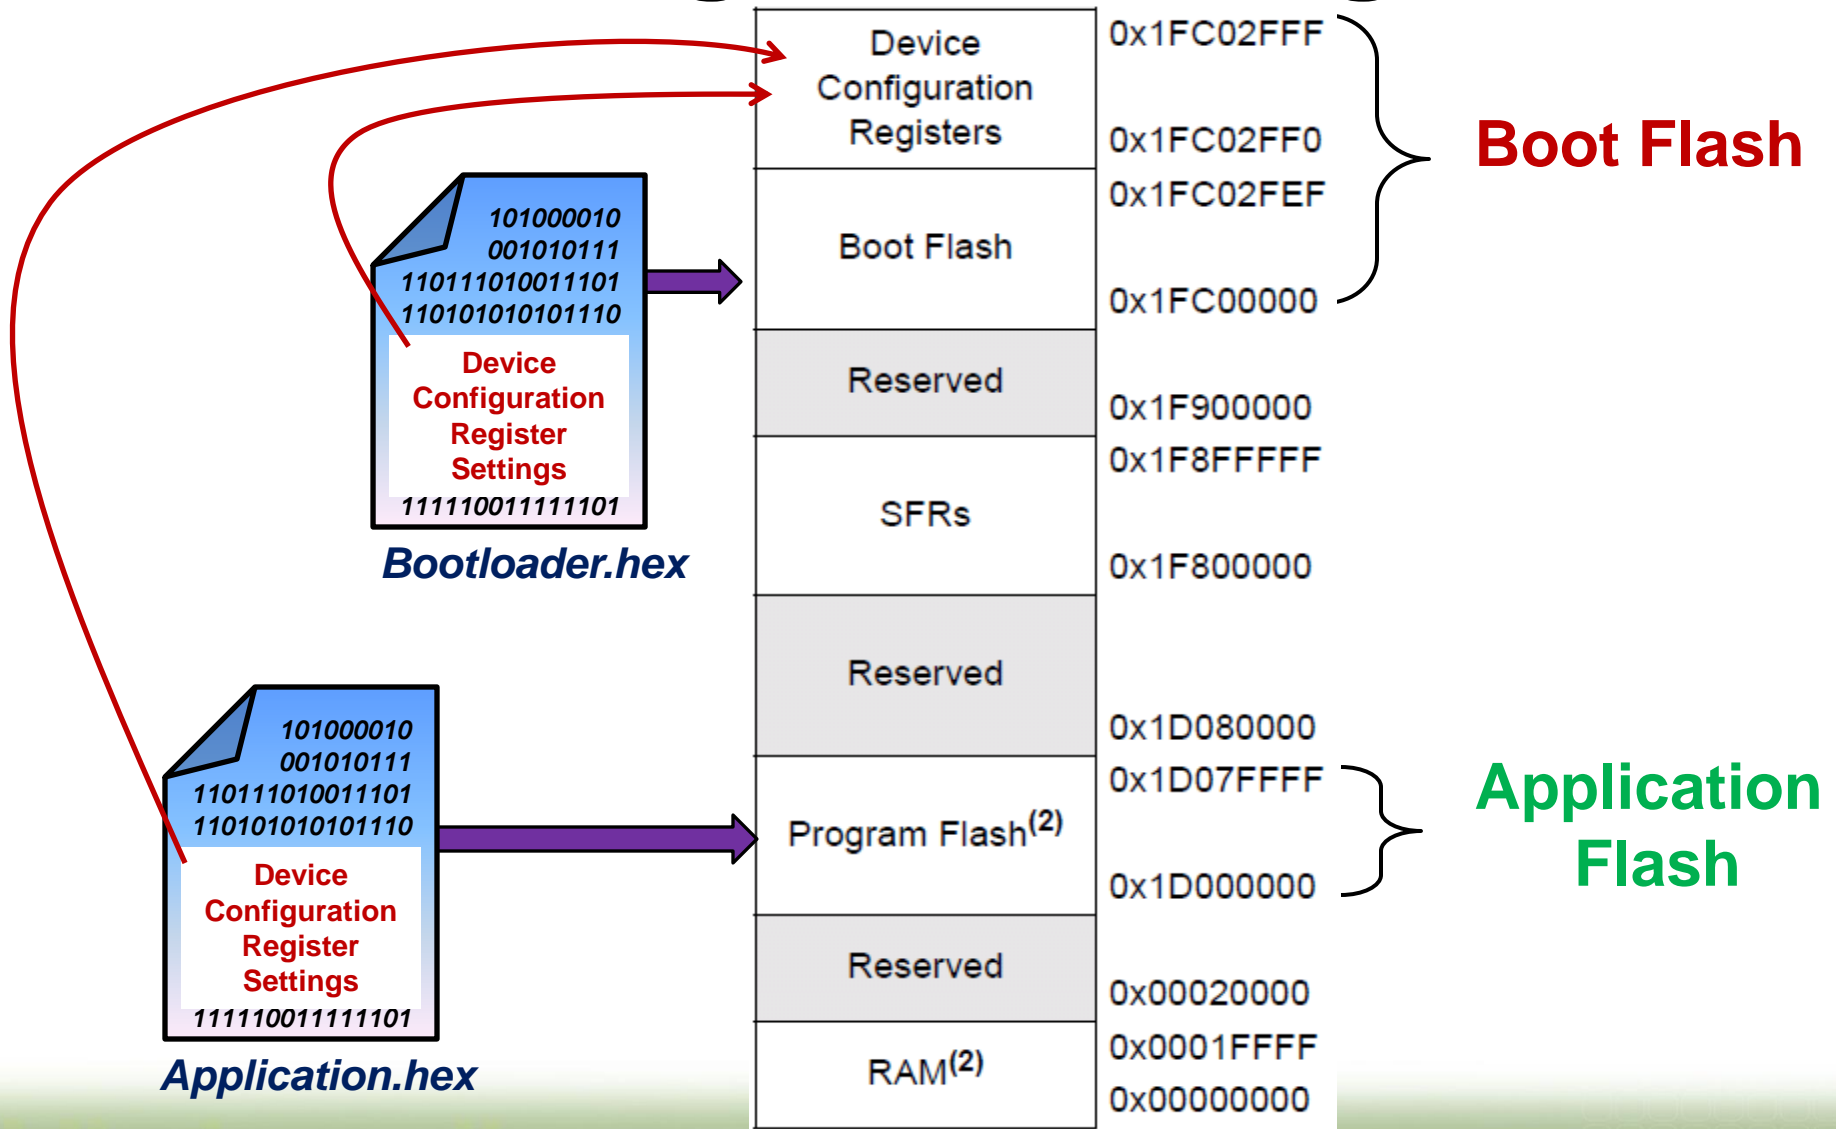 Device
Configuration
Registers
0x1FC02FFF
0x1FC02FF0
Boot Flash
0x1FC02FEF
Boot Flash
0x1FC00000
101000010
001010111
110111010011101
110101010101110
Device
Configuration
Register
Settings
111110011111101
Bootloader.hex
Reserved
0x1F900000
0x1F8FFFFF
SFRs
0x1F800000
Reserved
0x1D080000
0x1D07FFFF
Program Flash(2)
0x1D000000
Application
Flash
101000010
001010111
110111010011101
110101010101110
Device
Configuration
Register
Settings
111110011111101
Application.hex
Reserved
0x00020000
0x0001FFFF
RAM(2)
0x00000000